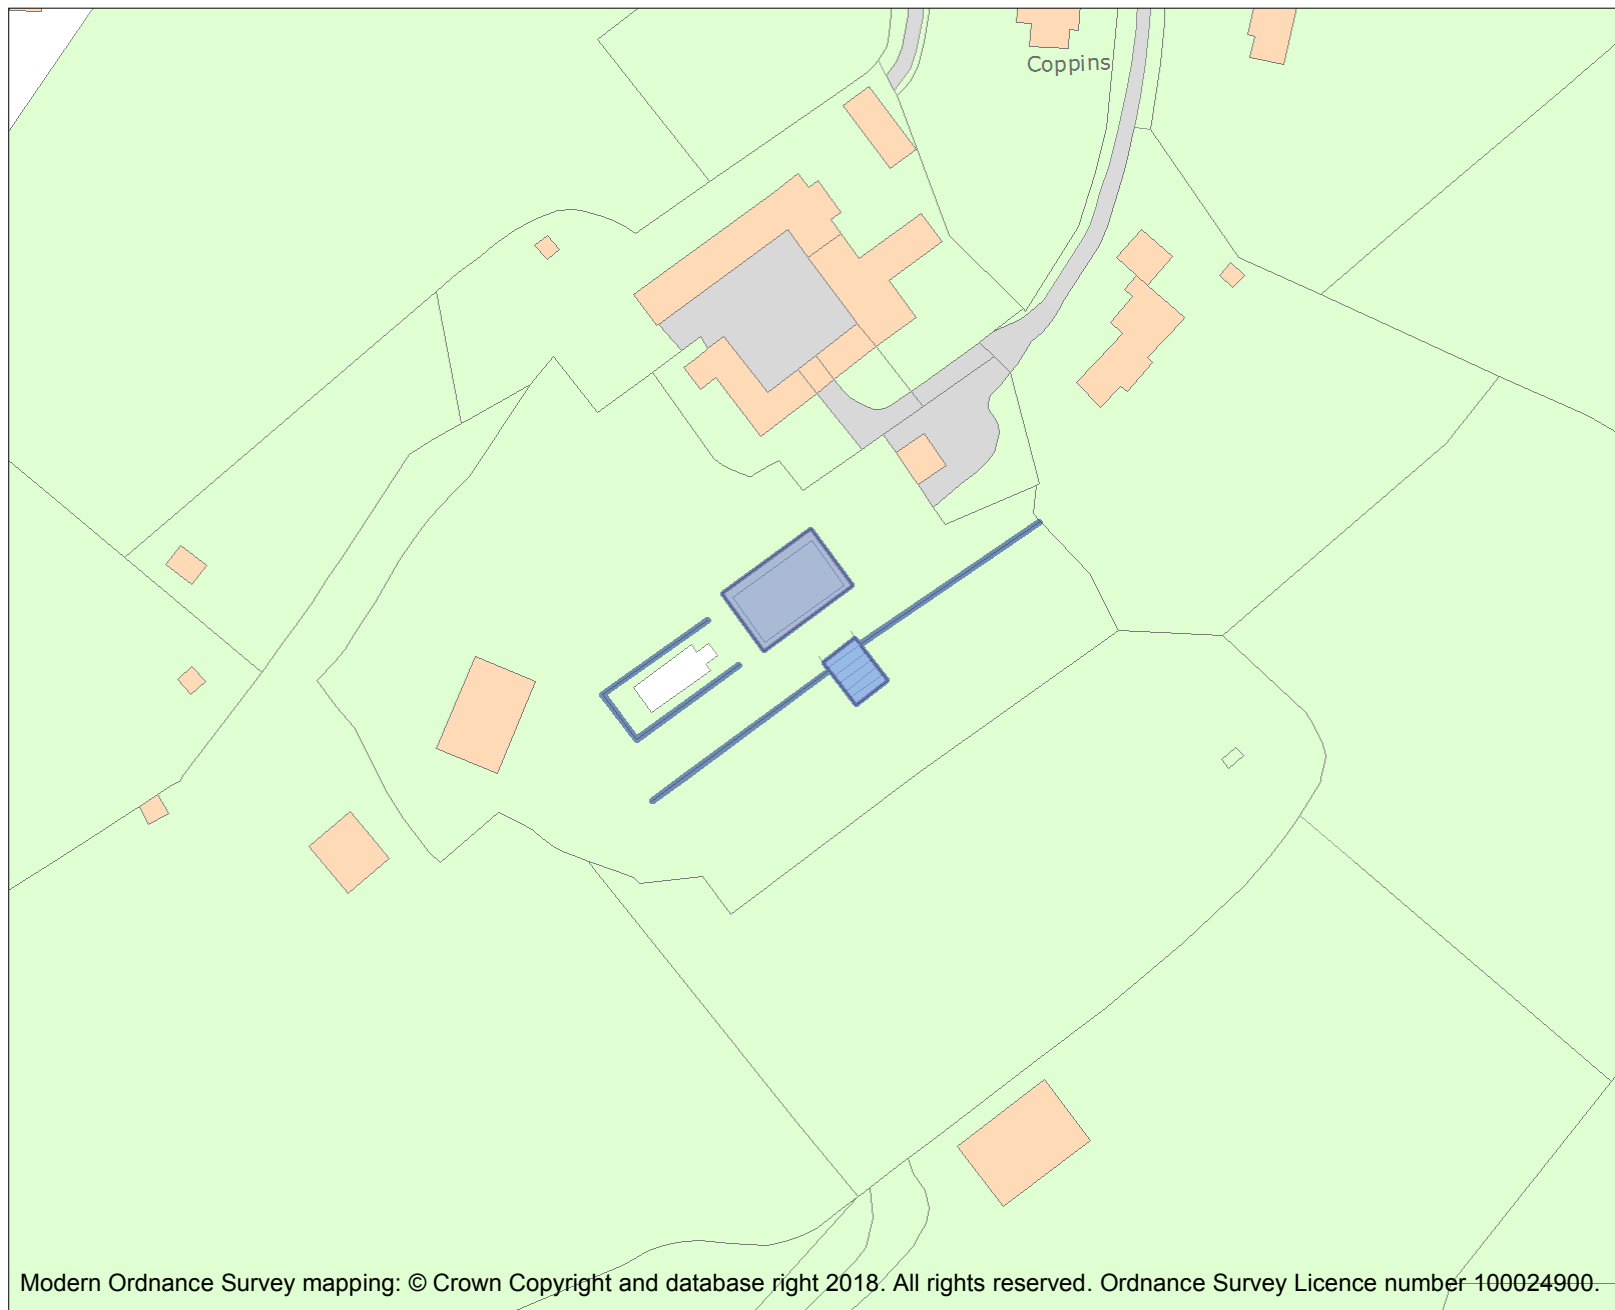 Coppins
Modern Ordnance Survey mapping: © Crown Copyright and database right 2018. All rights reserved. Ordnance Survey Licence number 100024900.